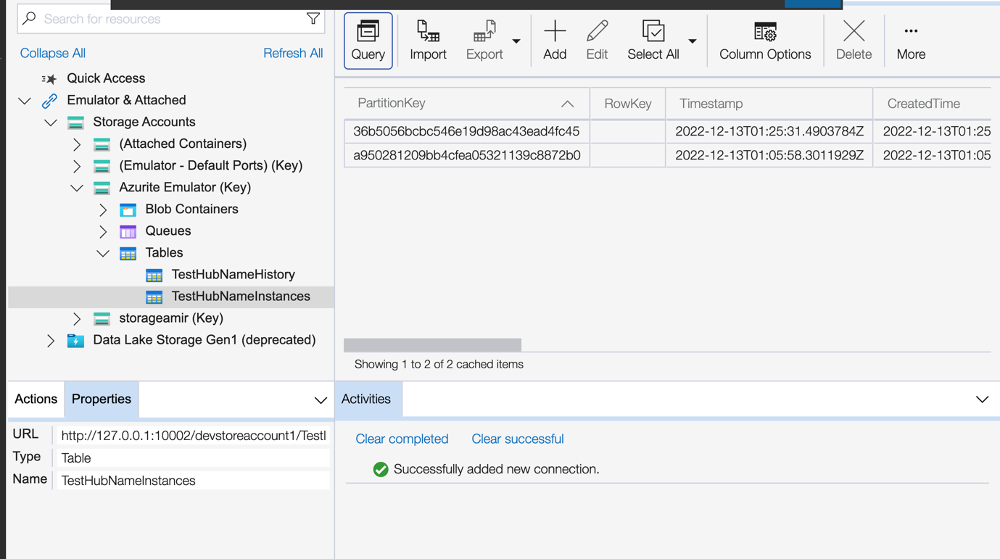 Search for resources
Collapse All Refresh All
Quick Access
Emulator & Attached
Storage Accounts
(Attached Containers)
(Emulator - Default Ports) (Key)
Azurite Emulator (Key)
Blob Containers
Queues
Tables
TestHubNameHistory
TestHubNameInstances
storageamir (Key)
Data Lake Storage Gen1 (deprecated)
Query Import Export Add Edit Select All Column Options Delete More
PartitionKey RowKey Timestamp CreatedTime
36b5056bcbc546e19d98ac43ead4fc45 2022-12-13T01:25:31.4903784Z 2022-12-13T01:25
a950281209bb4cfea05321139c8872b0 2022-12-13T01:05:58.3011929Z 2022-12-13T01:05
Showing 1 to 2 of 2 cached items
Actions Properties
URL http://127.0.0.1:10002/devstoreaccount1/TestI
Type Table
Name TestHubNameInstances
Activities
Clear completed Clear successful
Successfully added new connection.